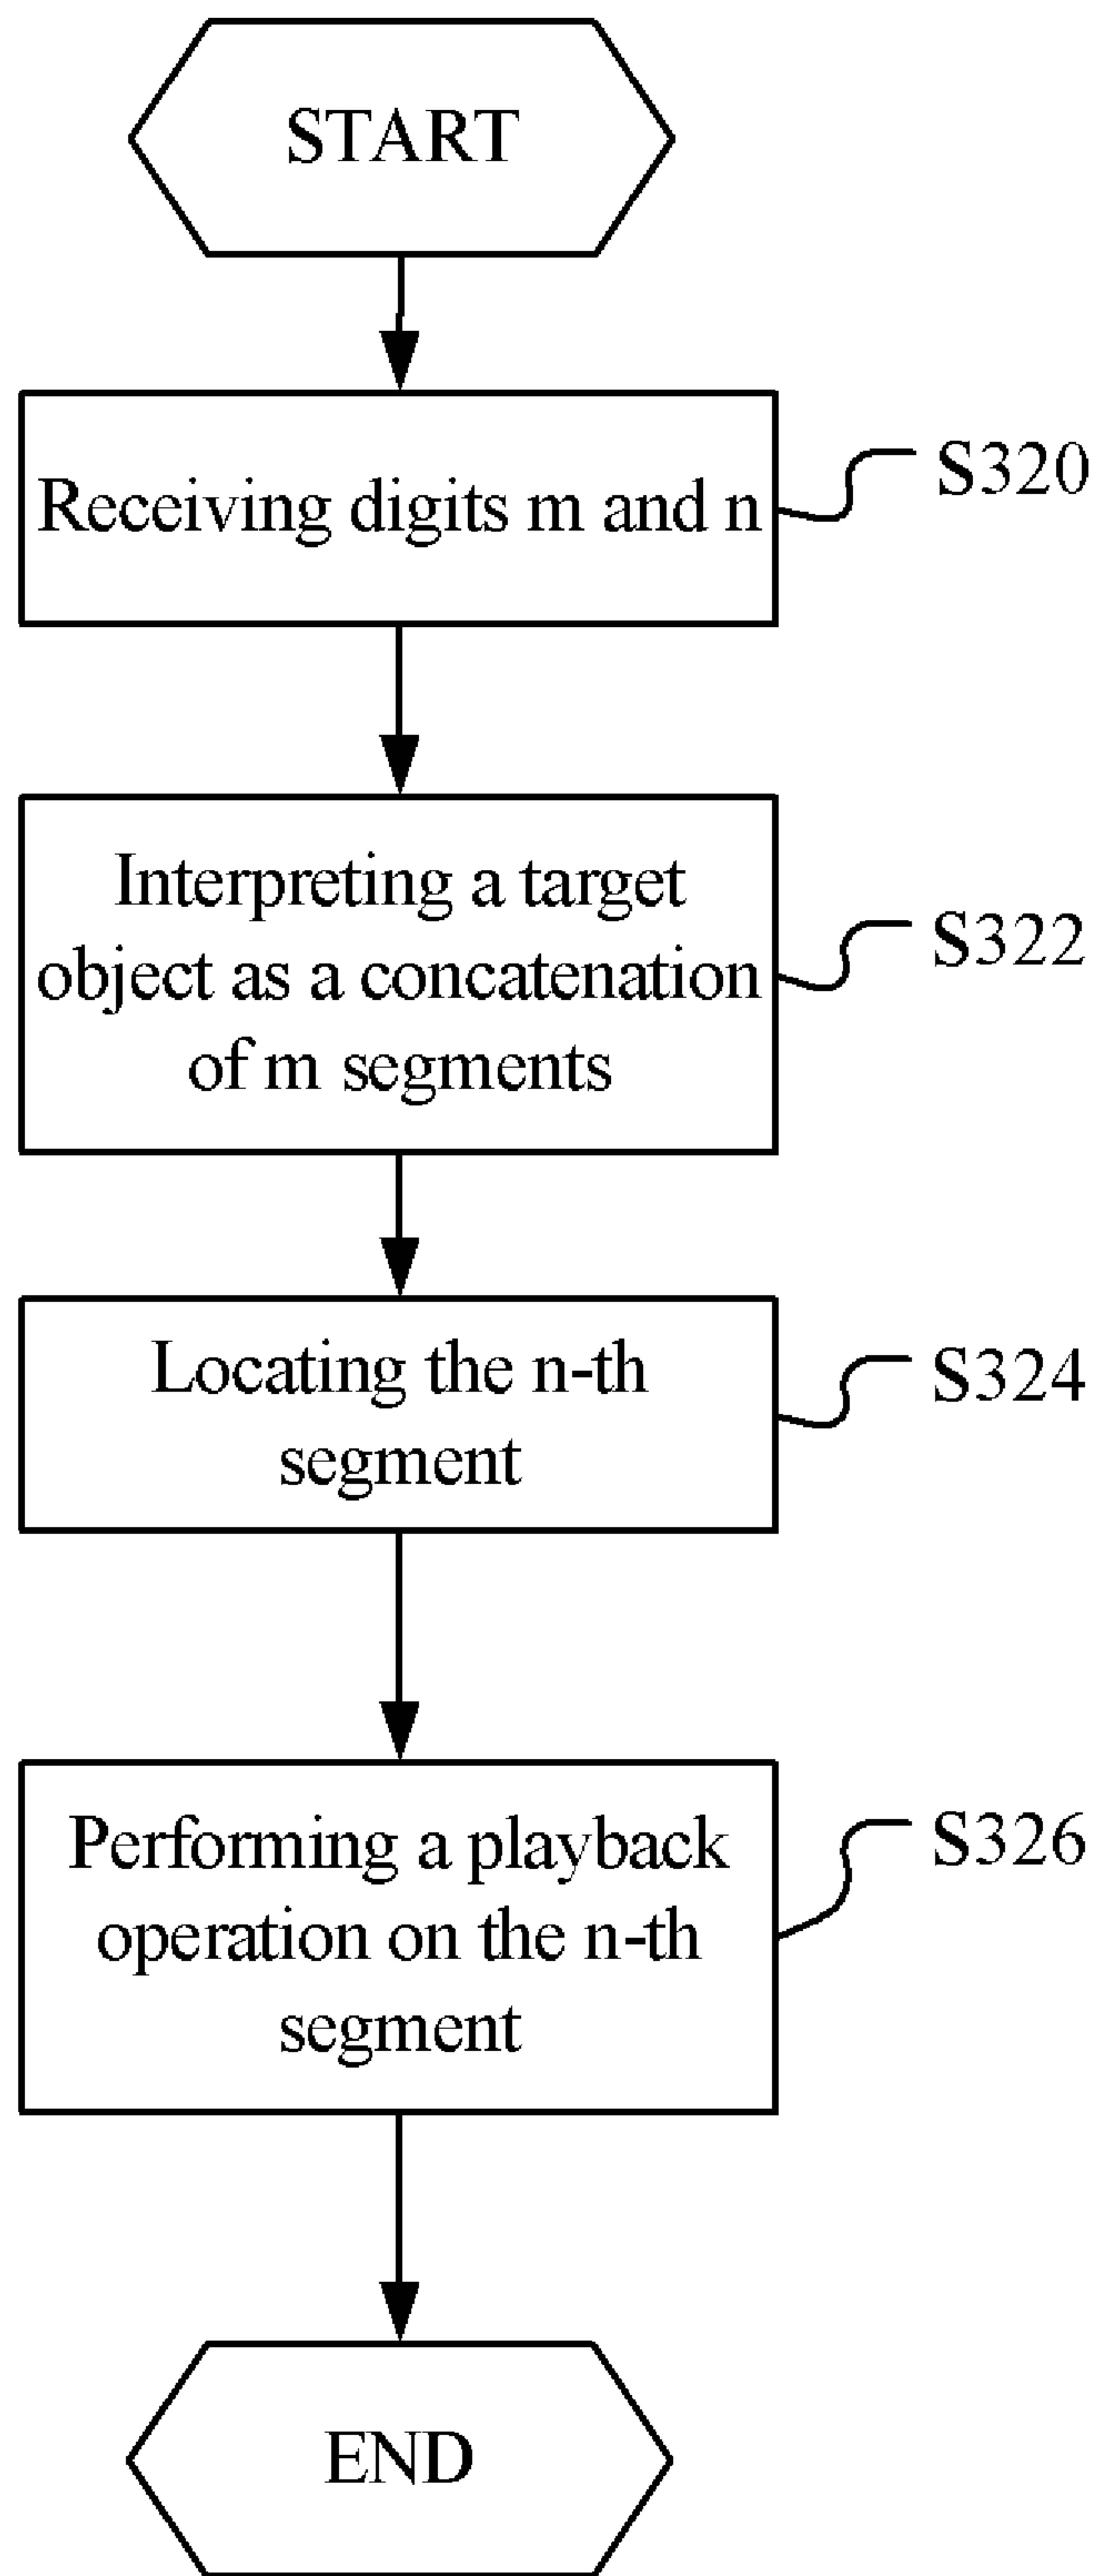 START
Receiving digits m and n
S320
Interpreting a target
object as a concatenation
of m segments
S322
Locating the n-th
segment
S324
Performing a playback
operation on the n-th
segment
S326
END